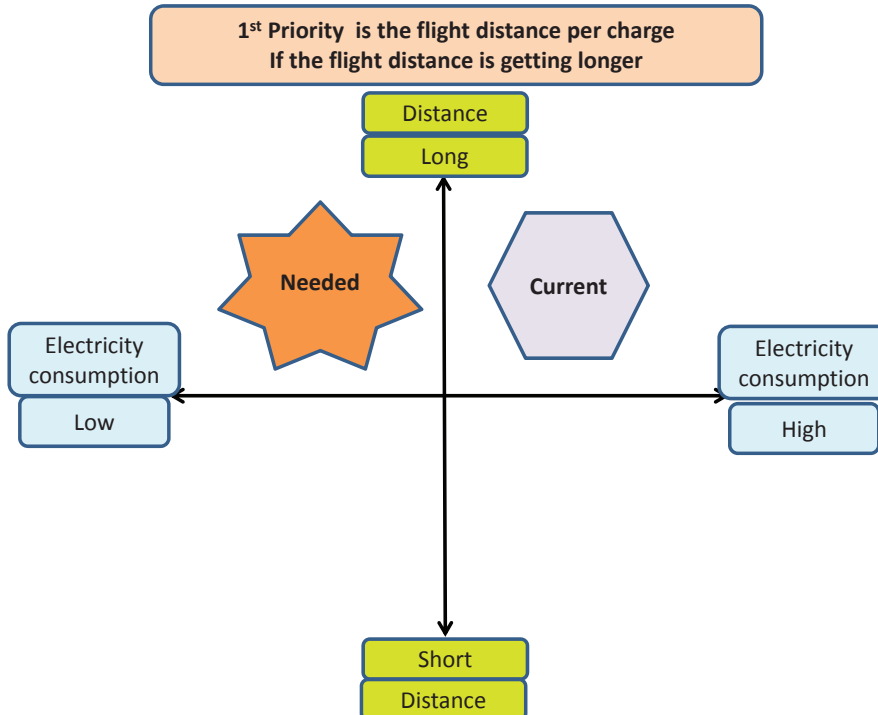 1st Priority is the flight distance per charge
If the flight distance is getting longer
Distance
Long
Needed
Current
Electricity
consumption
Low
Electricity
consumption
High
Short
Distance